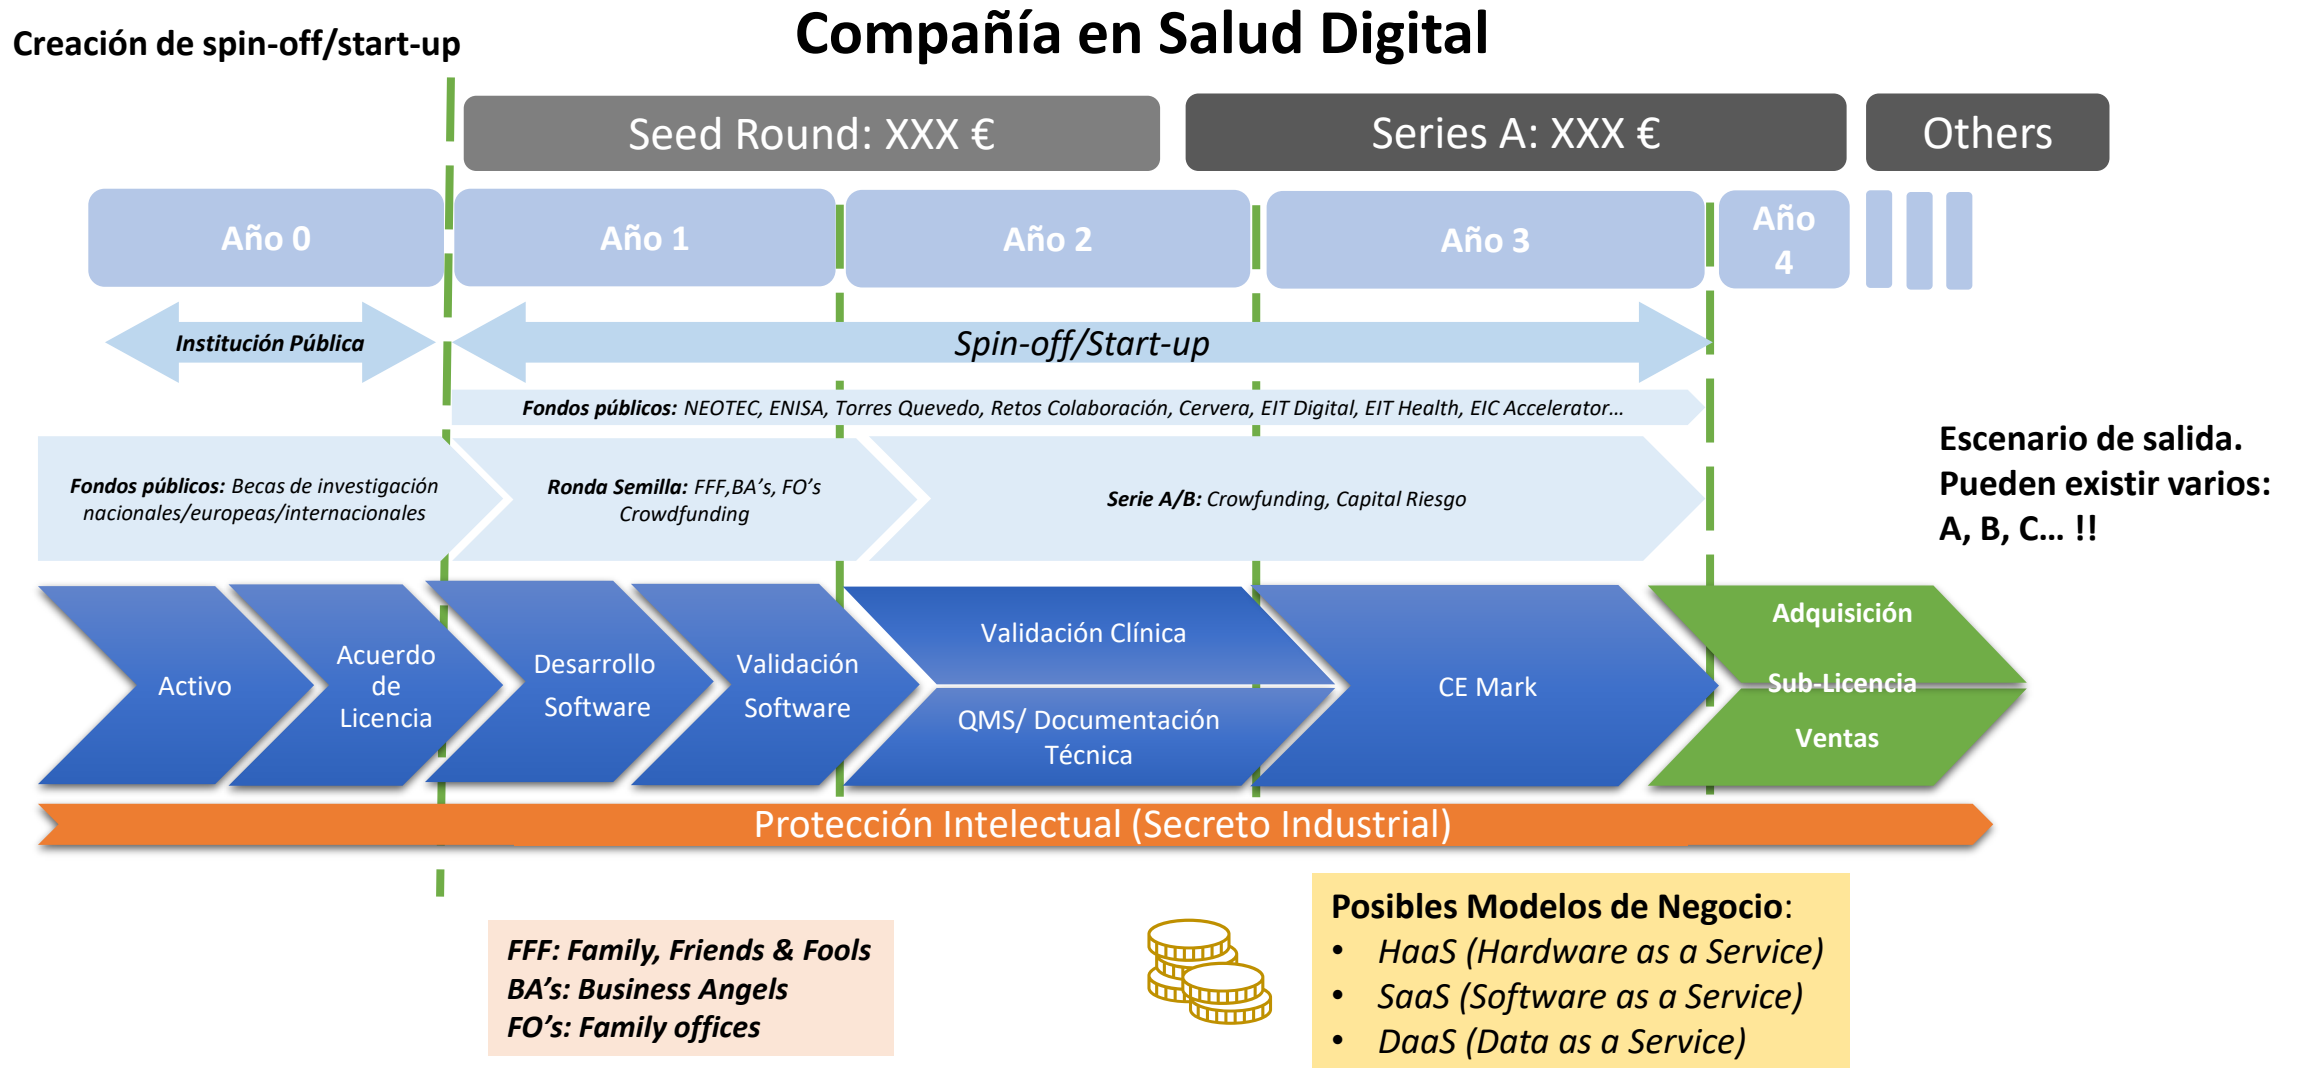 Compañía en Salud Digital
Creación de spin-off/start-up
Seed Round: XXX €
Series A: XXX €
Others
Año 0
Año 1
Año 2
Año 3
Año
4
Institución Pública
Spin-off/Start-up
Fondos públicos: NEOTEC, ENISA, Torres Quevedo, Retos Colaboración, Cervera, EIT Digital, EIT Health, EIC Accelerator…
Fondos públicos: Becas de investigación
nacionales/europeas/internacionales
Ronda Semilla: FFF,BA’s, FO’s
Crowdfunding
Serie A/B: Crowfunding, Capital Riesgo
Escenario de salida.
Pueden existir varios:
A, B, C… !!
Activo
Acuerdo
de
Licencia
Desarrollo
Software
Validación
Software
Validación Clínica
QMS/ Documentación
Técnica
CE Mark
Adquisición
Sub-Licencia
Ventas
Protección Intelectual (Secreto Industrial)
FFF: Family, Friends & Fools
BA’s: Business Angels
FO’s: Family offices
Posibles Modelos de Negocio:
• HaaS (Hardware as a Service)
• SaaS (Software as a Service)
• DaaS (Data as a Service)